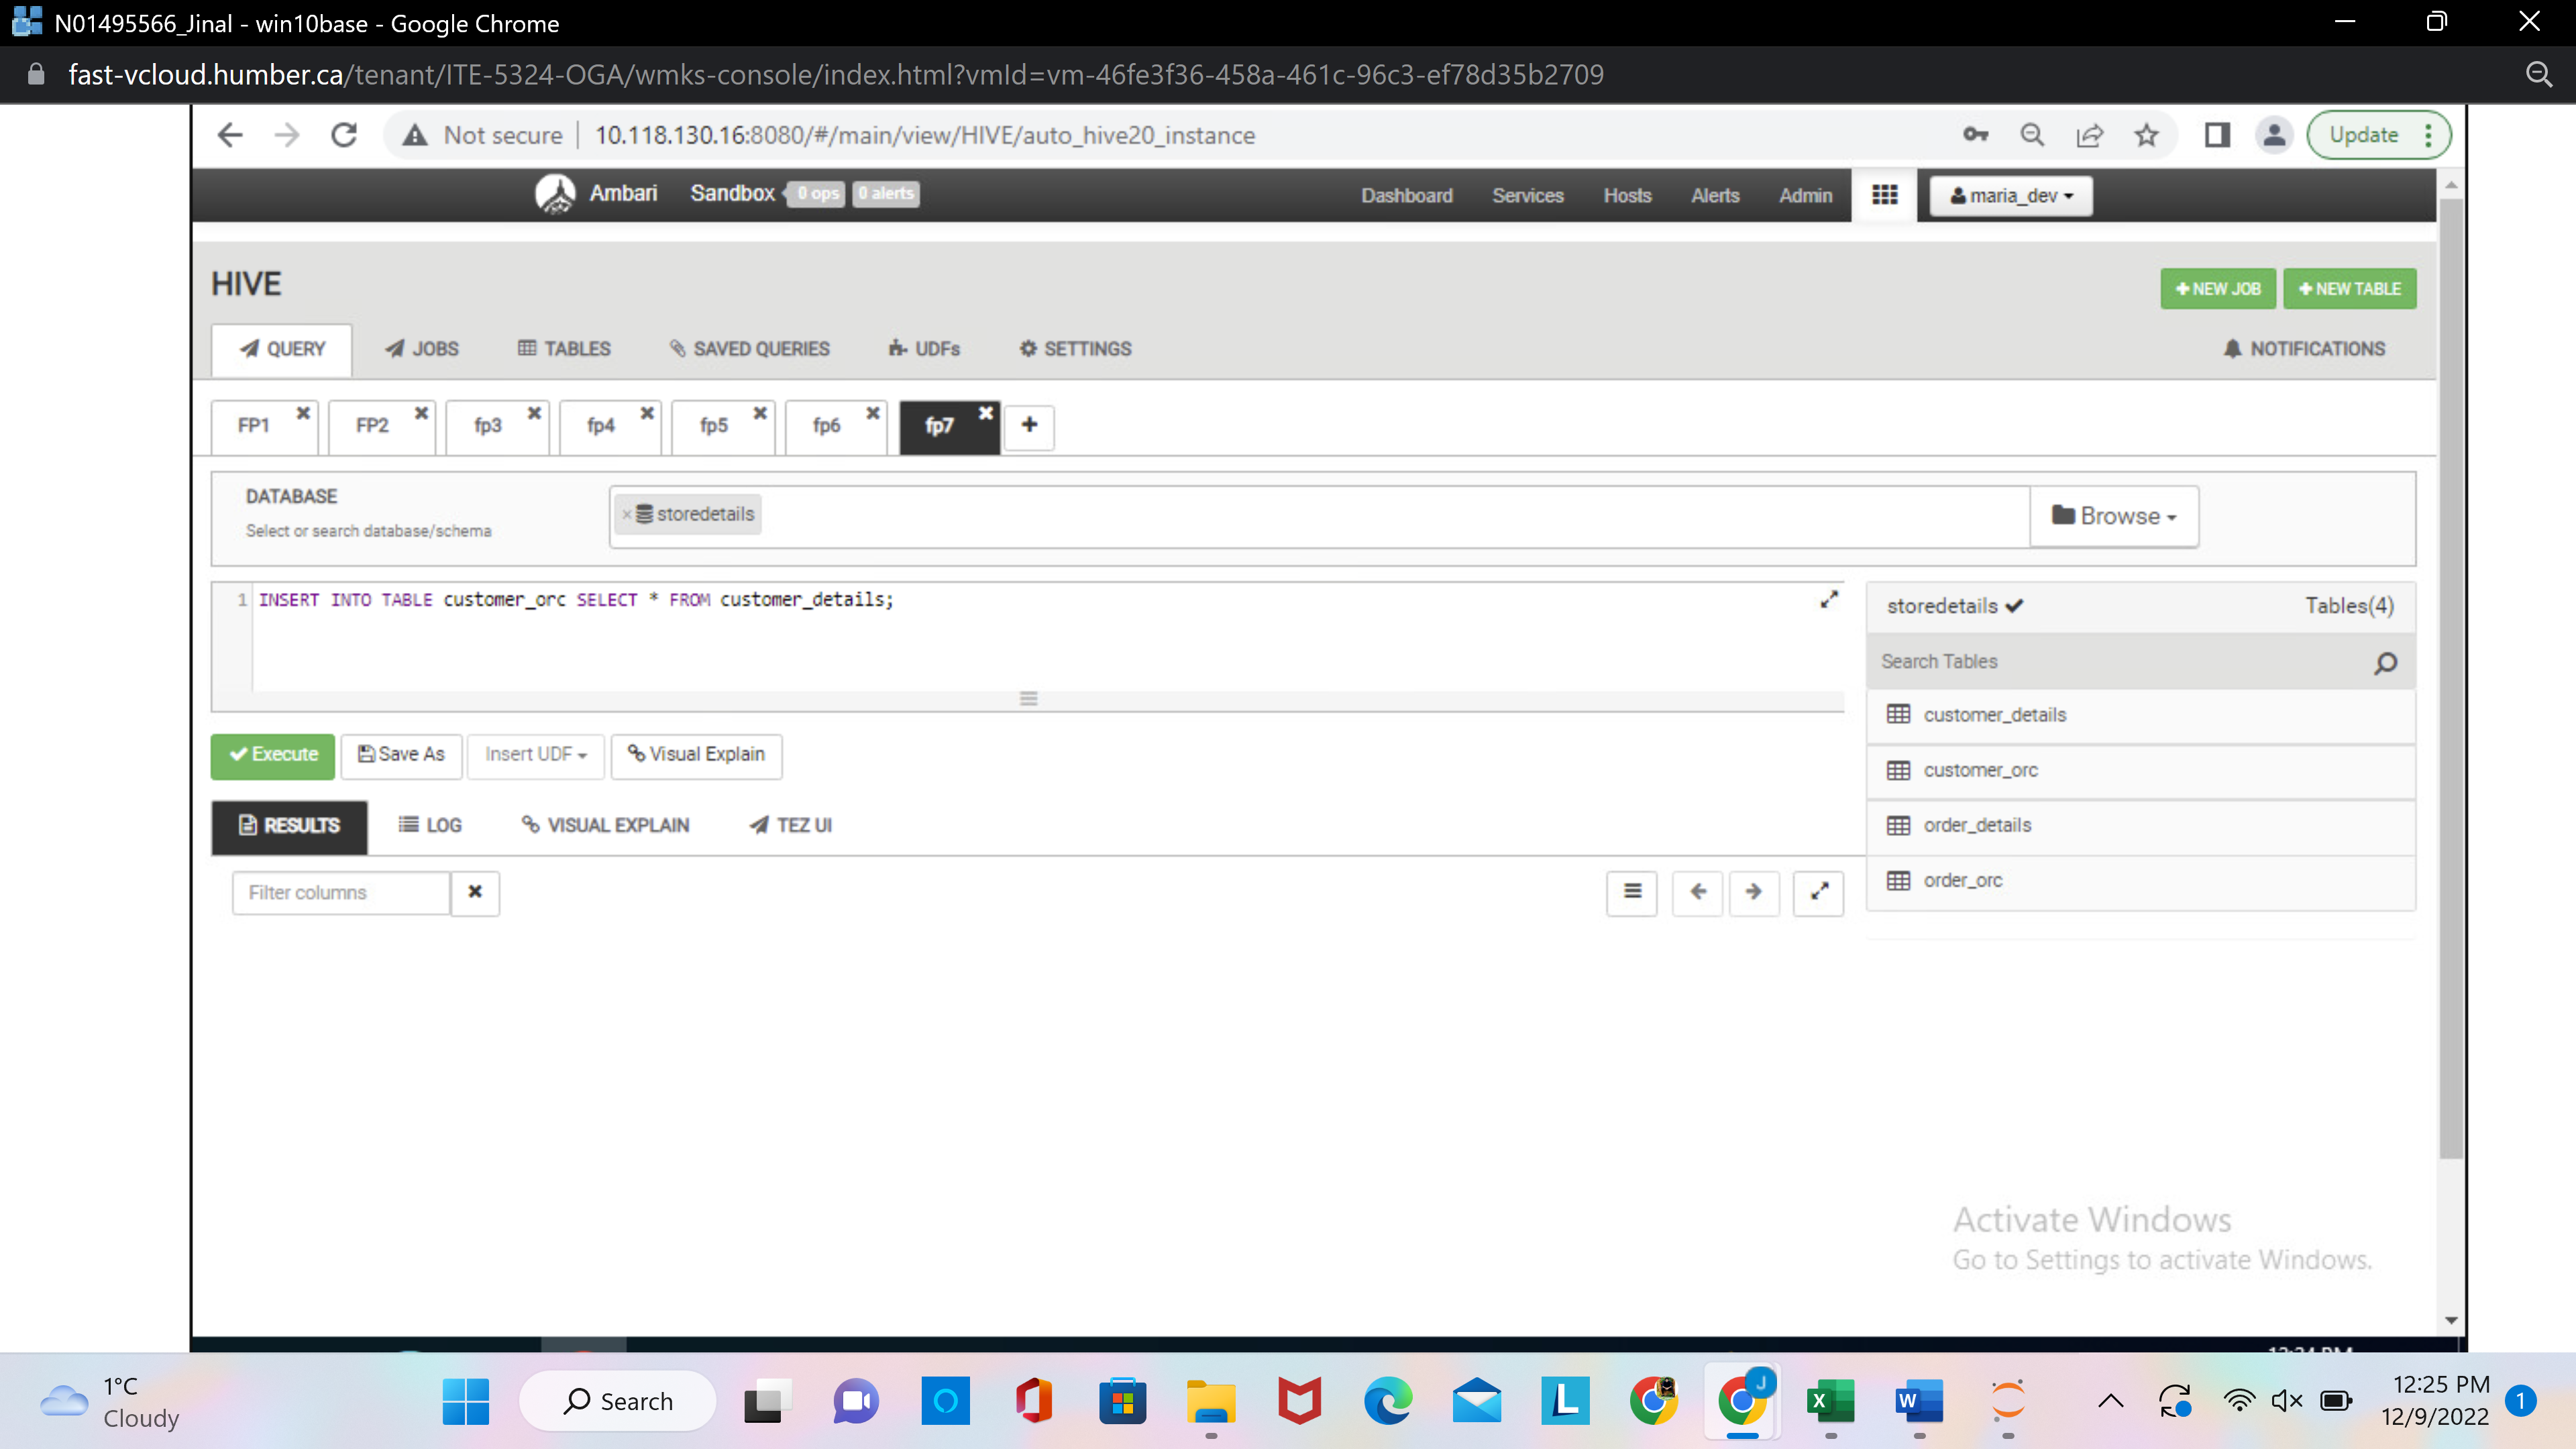 N01495566_Jinal - win10base - Google Chrome
fast-vcloud.humber.ca/tenant/ITE-5324-OGA/wmks-console/index.html?vmId=vm-46fe3f36-458a-461c-96c3-ef78d35b2709
Not secure | 10.118.130.16:8080/#/main/view/HIVE/auto_hive20_instance
Update
Ambari Sandbox 0 ops 0 alerts Dashboard Services Hosts Alerts Admin maria_dev
HIVE
NEW JOB NEW TABLE
QUERY JOBS TABLES SAVED QUERIES UDFs SETTINGS NOTIFICATIONS
FP1 FP2 fp3 fp4 fp5 fp6 fp7
DATABASE
Select or search database/schema
storedetails
Browse
1 INSERT INTO TABLE customer_orc SELECT * FROM customer_details;
storedetails Tables(4)
Search Tables
customer_details
customer_orc
order_details
order_orc
Execute Save As Insert UDF Visual Explain
RESULTS LOG VISUAL EXPLAIN TEZ UI
Filter columns
Activate Windows
Go to Settings to activate Windows.
1°C
Cloudy
Search
12:25 PM
12/9/2022
1